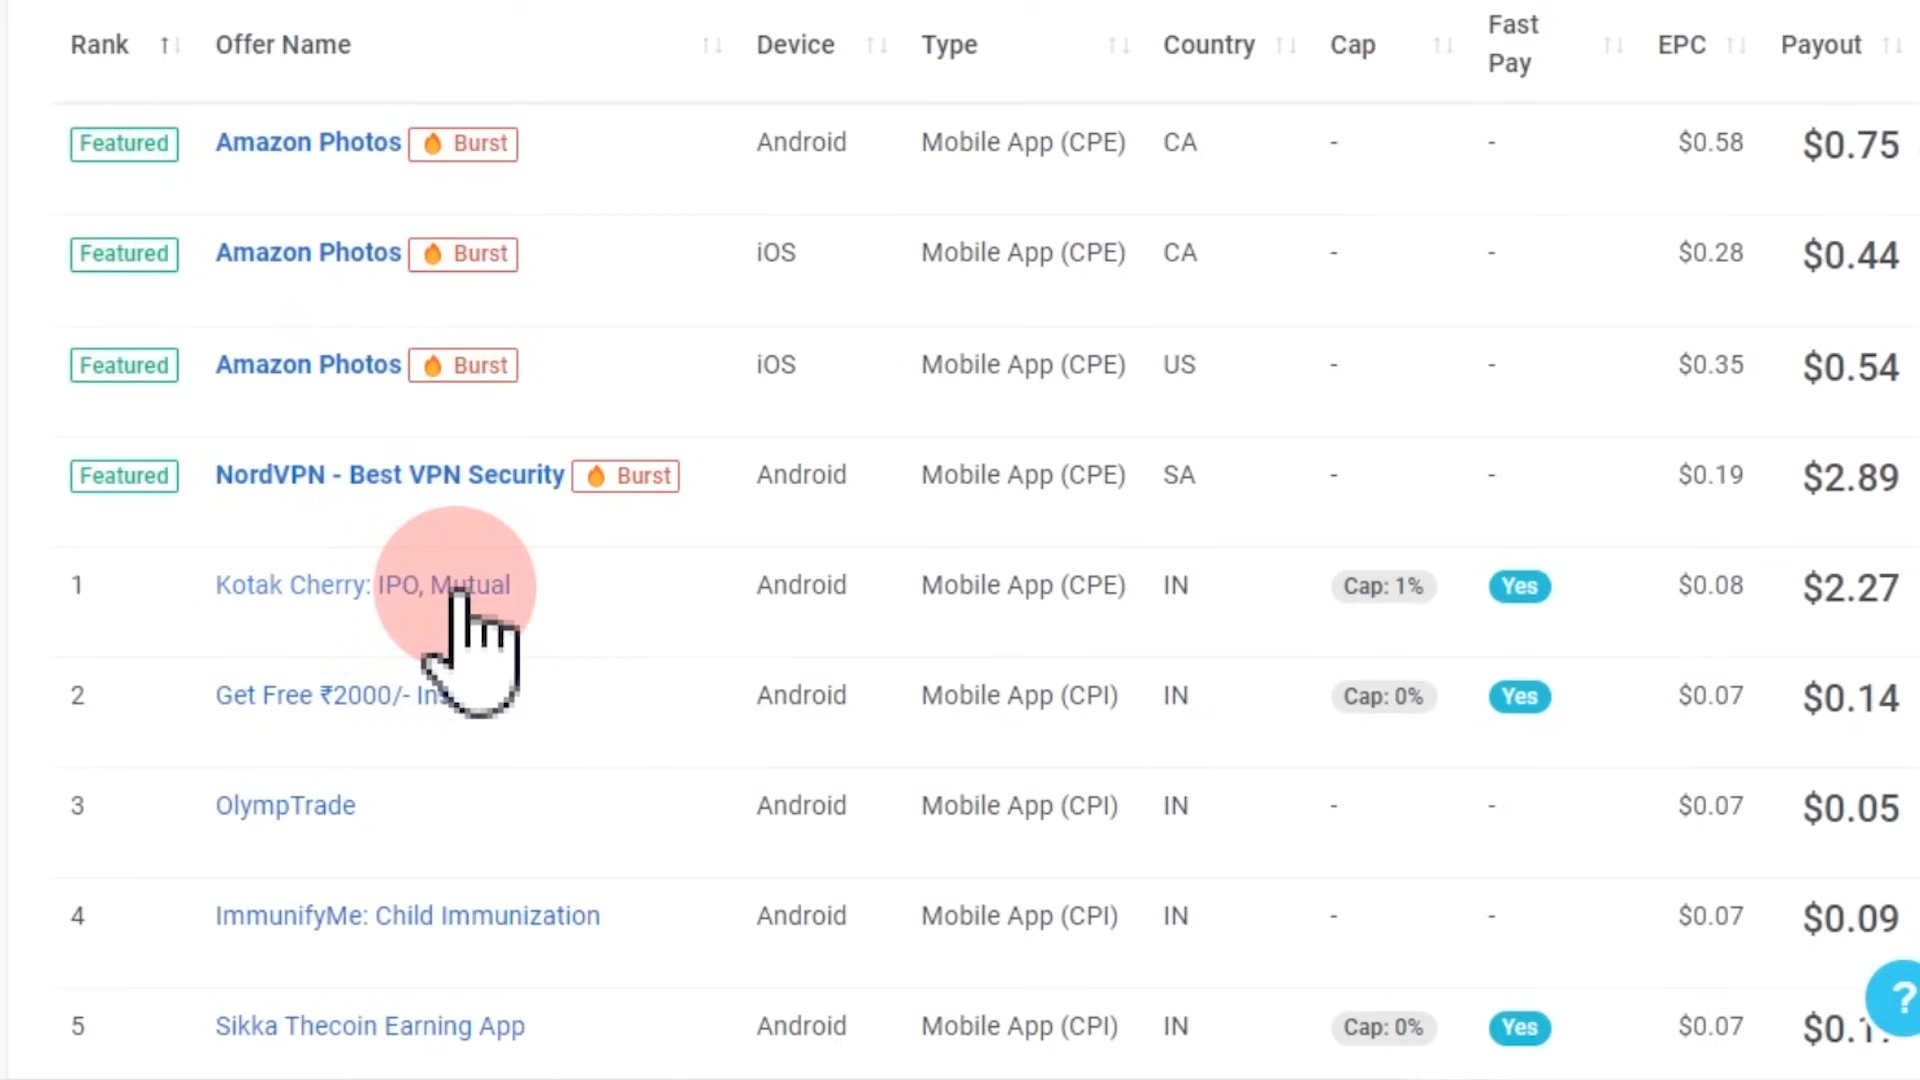 Rank Offer Name Device Type Country Cap Fast Pay EPC Payout
Featured Amazon Photos Burst Android Mobile App (CPE) CA - - $0.58 $0.75
Featured Amazon Photos Burst iOS Mobile App (CPE) CA - - $0.28 $0.44
Featured Amazon Photos Burst iOS Mobile App (CPE) US - - $0.35 $0.54
Featured NordVPN - Best VPN Security Burst Android Mobile App (CPE) SA - - $0.19 $2.89
1 Kotak Cherry: IPO, Mutual Android Mobile App (CPE) IN Cap: 1% Yes $0.08 $2.27
2 Get Free ₹2000/- Android Mobile App (CPI) IN Cap: 0% Yes $0.07 $0.14
3 OlympTrade Android Mobile App (CPI) IN - - $0.07 $0.05
4 ImmunifyMe: Child Immunization Android Mobile App (CPI) IN - - $0.07 $0.09
?
5 Sikka Thecoin Earning App Android Mobile App (CPI) IN Cap: 0% Yes $0.07